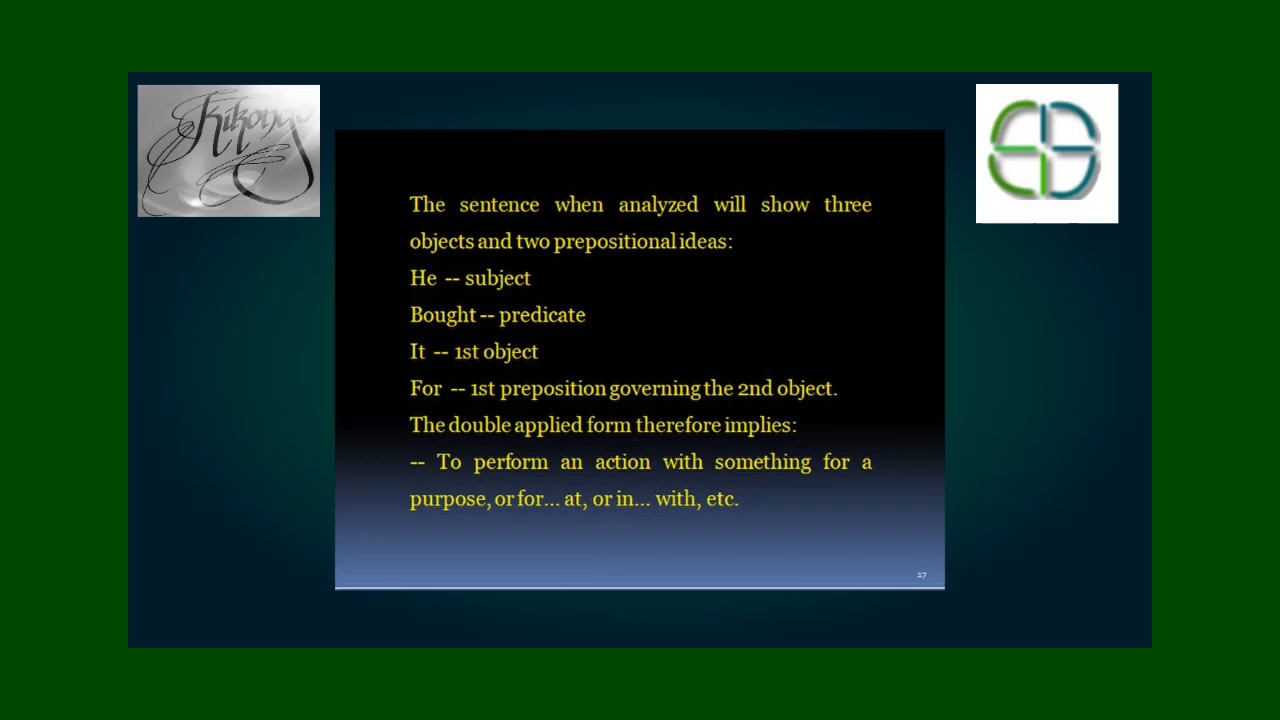 Kikongo
The sentence when analyzed will show three
objects and two prepositional ideas:
He -- subject
Bought -- predicate
It -- 1st object
For -- 1st preposition governing the 2nd object.
The double applied form therefore implies:
-- To perform an action with something for a
purpose, or for... at, or in... with, etc.
17